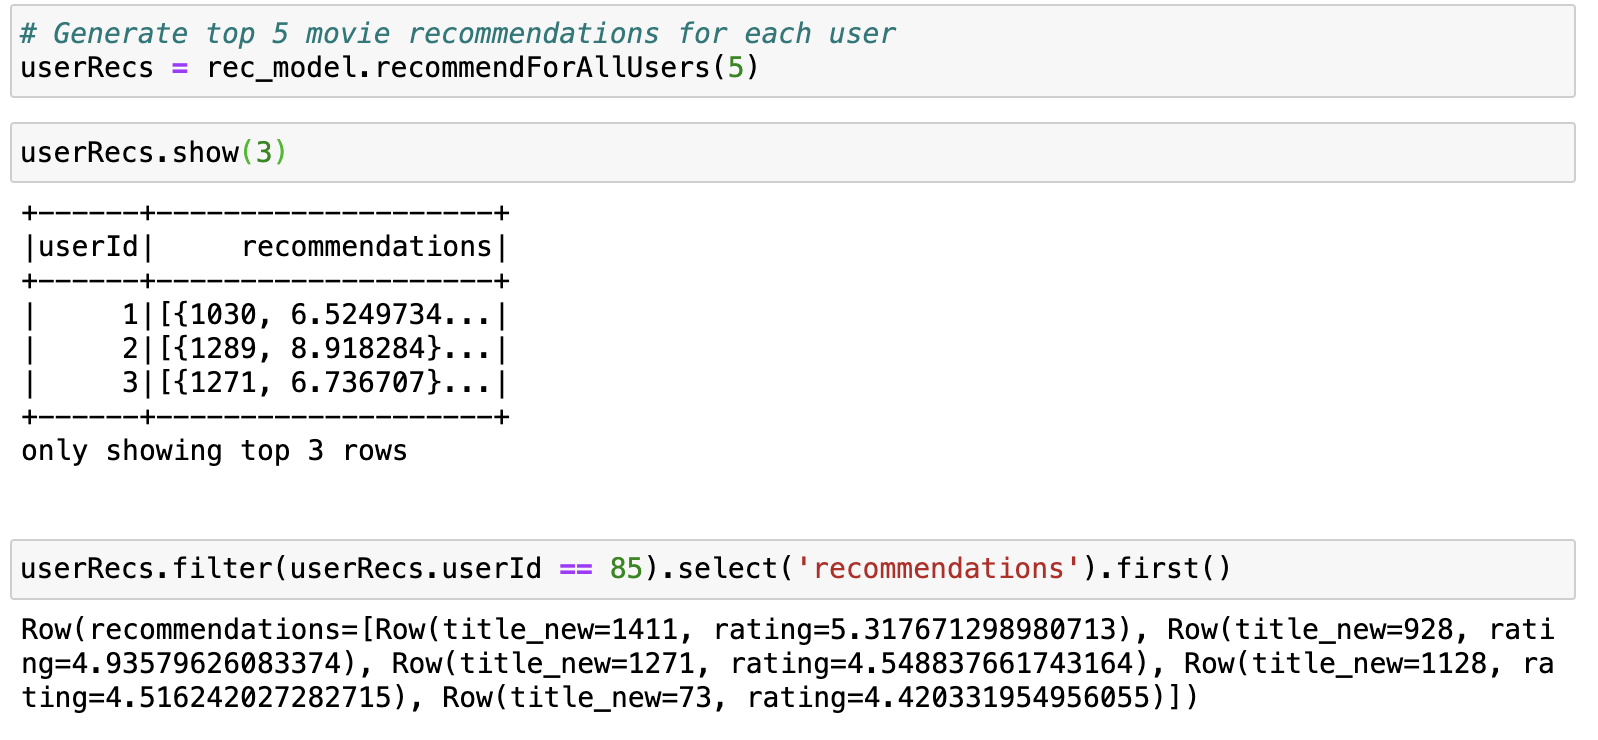 # Generate top 5 movie recommendations for each user
userRecs = rec_model.recommendForAllUsers(5)
userRecs.show(3)
+------+--------------------+
|userId|     recommendations|
+------+--------------------+
|     1|[{1030, 6.5249734...|
|     2|[{1289, 8.918284}...|
|     3|[{1271, 6.736707}...|
+------+--------------------+
only showing top 3 rows
userRecs.filter(userRecs.userId == 85).select('recommendations').first()
Row(recommendations=[Row(title_new=1411, rating=5.317671298980713), Row(title_new=928, rati
ng=4.93579626083374), Row(title_new=1271, rating=4.548837661743164), Row(title_new=1128, ra
ting=4.516242027282715), Row(title_new=73, rating=4.420331954956055)])